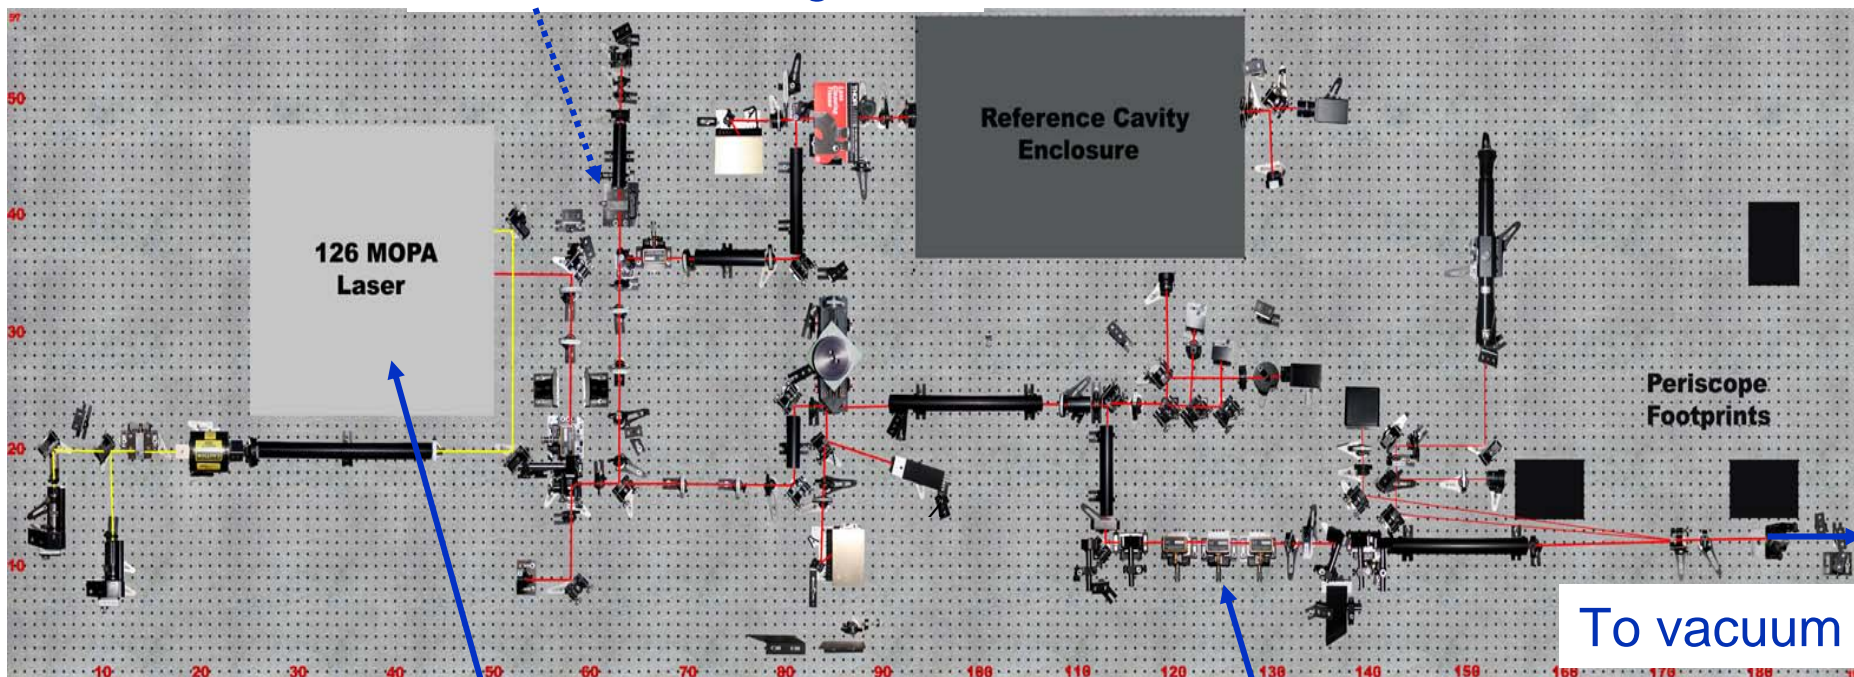 50
40
30
20
10
Reference Cavity
Enclosure
126 MOPA
Laser
Periscope
Footprints
To vacuum
10 20 30 40 50 60 70 80 90 100 110 120 130 140 150 160 170 180